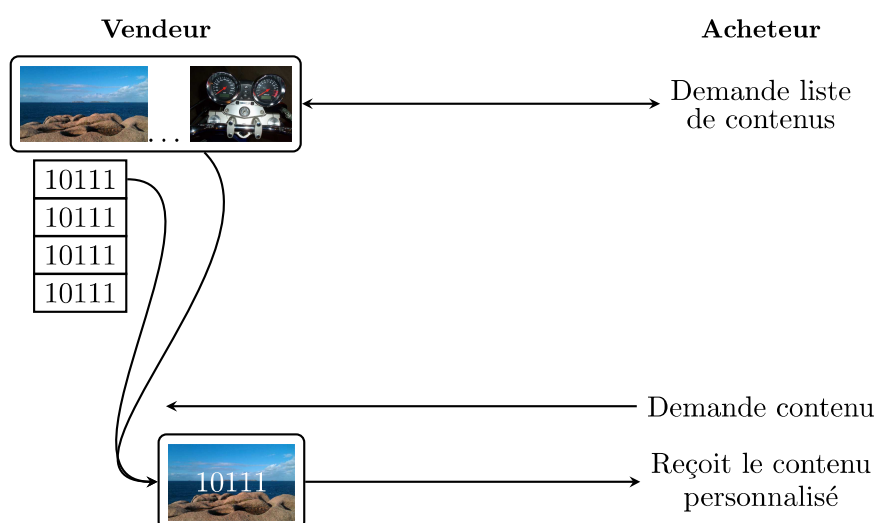 Vendeur
Acheteur
Demande liste
de contenus
. . .
10111
10111
10111
10111
Demande contenu
10111
Reçoit le contenu
personnalisé